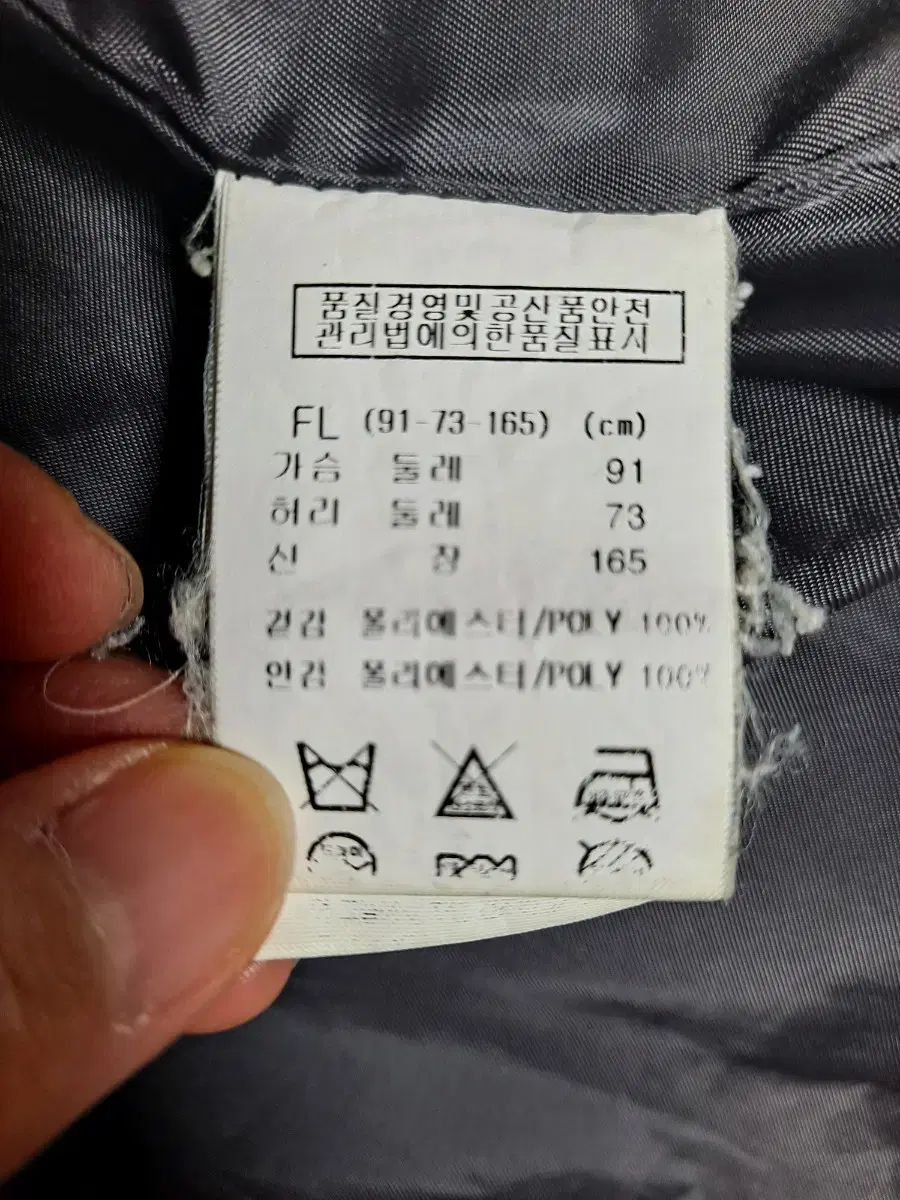 품질경영및공산품안전
관리법에의한품질표시
FL (91-73-165) (cm)
가슴 둘레 91
허리 둘레 73
신 장 165
겉감 폴리에스터/POLY 100%
안감 폴리에스터/POLY 100%